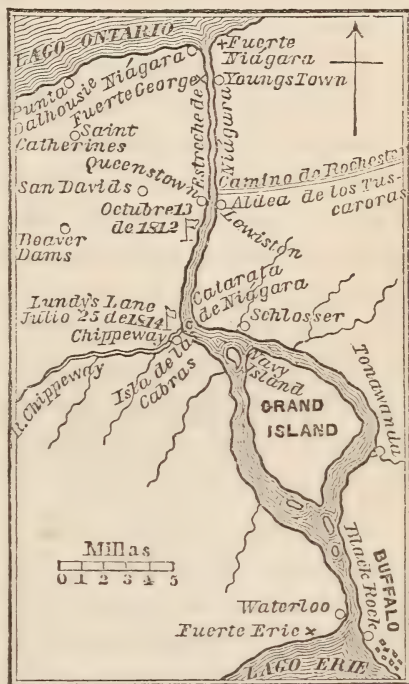 LAGO ONTARIO
Fuerte
Niágara
Niágara
Punta
Dalhousie
Fuerte George
YoungsTown
Saint
Catherines
Estrecho de
Niágara
Queenstown
Camino de Rochester
San Davids
Aldea de los Tus-
caroras
Octubre 13
de 1812
Lewiston
Beaver
Dams
Catarata
de Niágara
Lundy's Lane
Julio 25 de 1814
Schlosser
Chippeway
R. Chippeway
Isla de las
Cabras
Navy
Island
Tonawanda
GRAND
ISLAND
Millas
0 1 2 3 4 5
BUFFALO
Black Rock
Waterloo
Fuerte Erie
LAGO ERIE